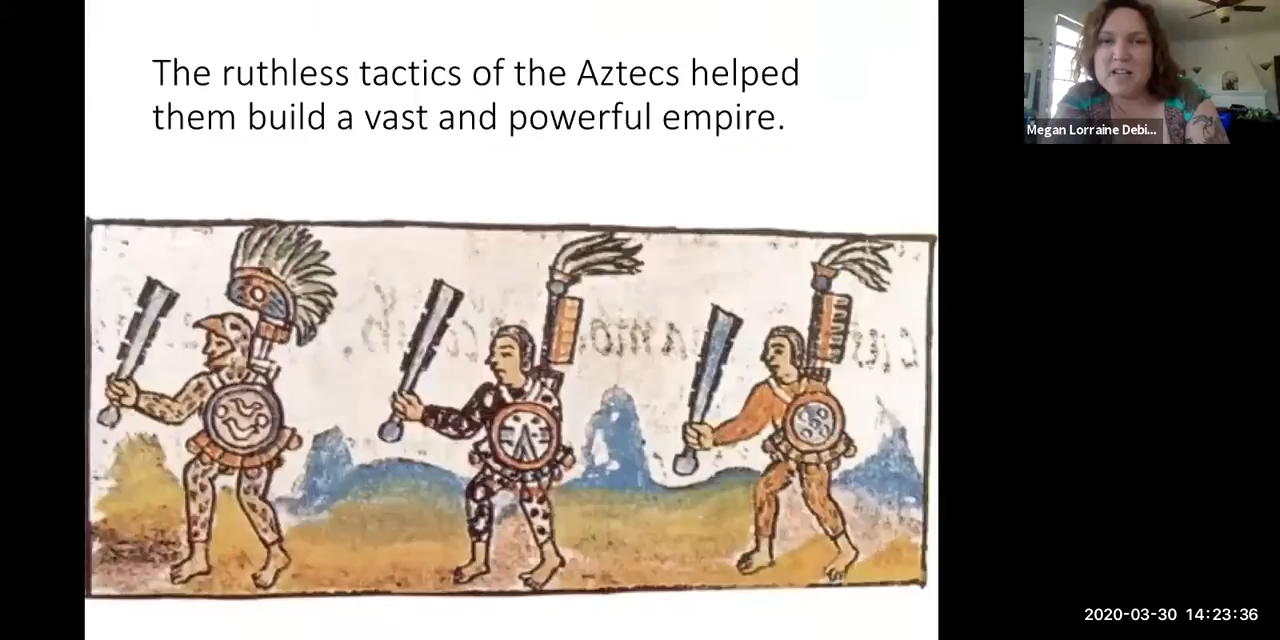 The ruthless tactics of the Aztecs helped
them build a vast and powerful empire.
Megan Lorraine Debi...
2020-03-30 14:23:36